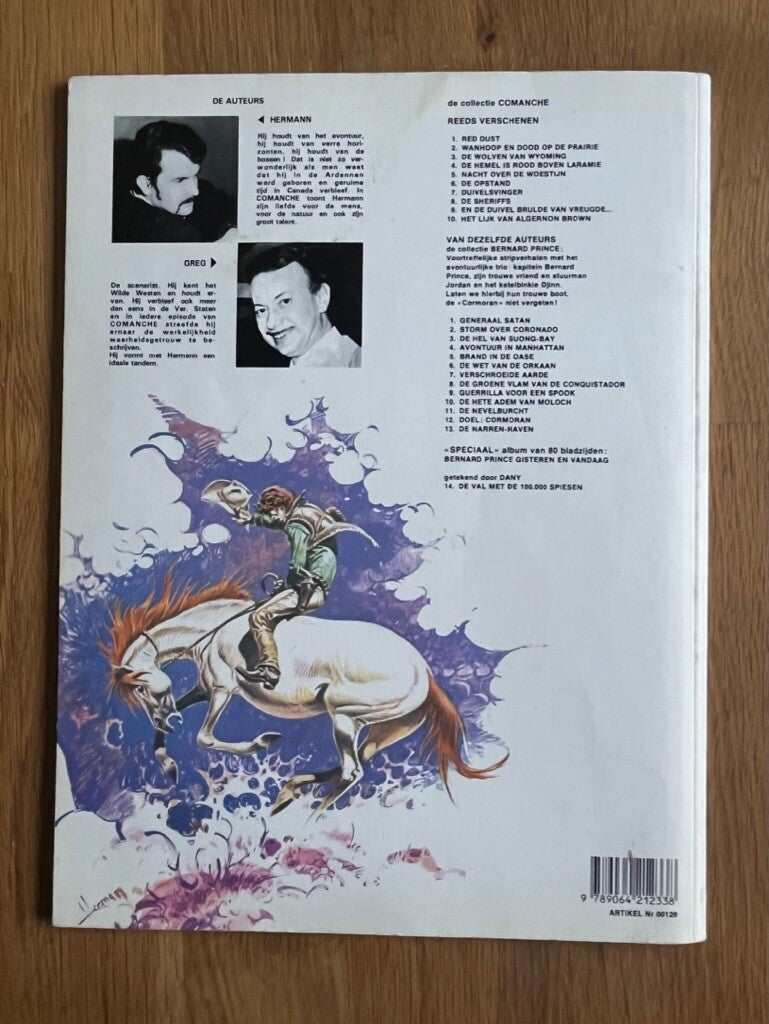 DE AUTEURS
◀ HERMANN
Hij houdt van het avontuur,
hij houdt van verre hori-
zonten, hij houdt van de
bossen! Dat is niet zo ver-
wonderlijk als men weet
dat hij in de Ardennen
werd geboren en geruime
tijd in Canada verbleef. In
COMANCHE toont Hermann
zijn liefde voor de mens,
voor de natuur en ook zijn
groot talent.
GREG ▶
De scenarist. Hij kent het
Wilde Westen en houdt er-
van. Hij verbleef ook meer
dan eens in de Ver. Staten
en in iedere episode van
COMANCHE streefde hij
ernaar de werkelijkheid
waarheidsgetrouw te be-
schrijven.
Hij vormt met Hermann een
ideale tandem.
de collectie COMANCHE
REEDS VERSCHENEN
1. RED DUST
2. WANHOOP EN DOOD OP DE PRAIRIE
3. DE WOLVEN VAN WYOMING
4. DE HEMEL IS ROOD BOVEN LARAMIE
5. NACHT OVER DE WOESTIJN
6. DE OPSTAND
7. DUIVELSVINGER
8. DE SHERIFFS
9. EN DE DUIVEL BRULDE VAN VREUGDE...
10. HET LIJK VAN ALGERNON BROWN
VAN DEZELFDE AUTEURS
de collectie BERNARD PRINCE:
Voortreffelijke stripverhalen met het
avontuurlijke trio: kapitein Bernard
Prince, zijn trouwe vriend en stuurman
Jordan en het ketelbinkie Djinn.
Laten we hierbij hun trouwe boot,
de «Cormoran» niet vergeten!
1. GENERAAL SATAN
2. STORM OVER CORONADO
3. DE HEL VAN SUONG-BAY
4. AVONTUUR IN MANHATTAN
5. BRAND IN DE OASE
6. DE WET VAN DE ORKAAN
7. VERSCHROEIDE AARDE
8. DE GROENE VLAM VAN DE CONQUISTADOR
9. GUERRILLA VOOR EEN SPOOK
10. DE HETE ADEM VAN MOLOCH
11. DE NEVELBURCHT
12. DOEL: CORMORAN
13. DE NARREN-HAVEN
«SPECIAAL» album van 80 bladzijden:
BERNARD PRINCE GISTEREN EN VANDAAG
getekend door DANY
14. DE VAL MET DE 100.000 SPIESEN
Hermann
9 789064 212338
ARTIKEL Nr 00129